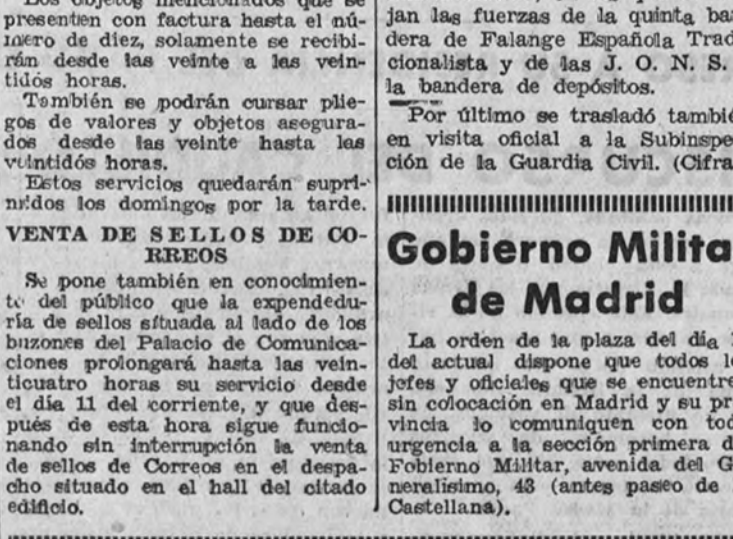 Los objetos mencionados que se
presenten con factura hasta el nú-
mero de diez, solamente se recibi-
rán desde las veinte a las vein-
tidós horas.
También se podrán cursar plie-
gos de valores y objetos asegura-
dos desde las veinte hasta las
veintidós horas.
Estos servicios quedarán supri-
midos los domingos por la tarde.
VENTA DE SELLOS DE CO-
RREOS
Se pone también en conocimien-
to del público que la expendedu-
ría de sellos situada al lado de los
buzones del Palacio de Comunica-
ciones prolongará hasta las vein-
ticuatro horas su servicio desde
el día 11 del corriente, y que des-
pués de esta hora sigue funcio-
nando sin interrupción la venta
de sellos de Correos en el despa-
cho situado en el hall del citado
edificio.
jan las fuerzas de la quinta ban
dera de Falange Española Trad
cionalista y de las J. O. N. S.
la bandera de depósitos.
Por último se trasladó tambié
en visita oficial a la Subinspe
ción de la Guardia Civil. (Cifra
Gobierno Milita
de Madrid
La orden de la plaza del día
del actual dispone que todos l
jefes y oficiales que se encuentre
sin colocación en Madrid y su pr
vincia lo comuniquen con tod
urgencia a la sección primera d
Fobierno Militar, avenida del G
neralísimo, 43 (antes paseo de
Castellana).